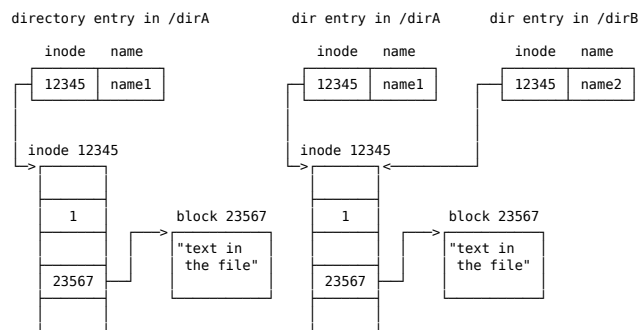 directory entry in /dirA
inode name
12345 name1
inode 12345
1
block 23567
"text in
the file"
23567
dir entry in /dirA
inode name
12345 name1
dir entry in /dirB
inode name
12345 name2
inode 12345
1
block 23567
"text in
the file"
23567